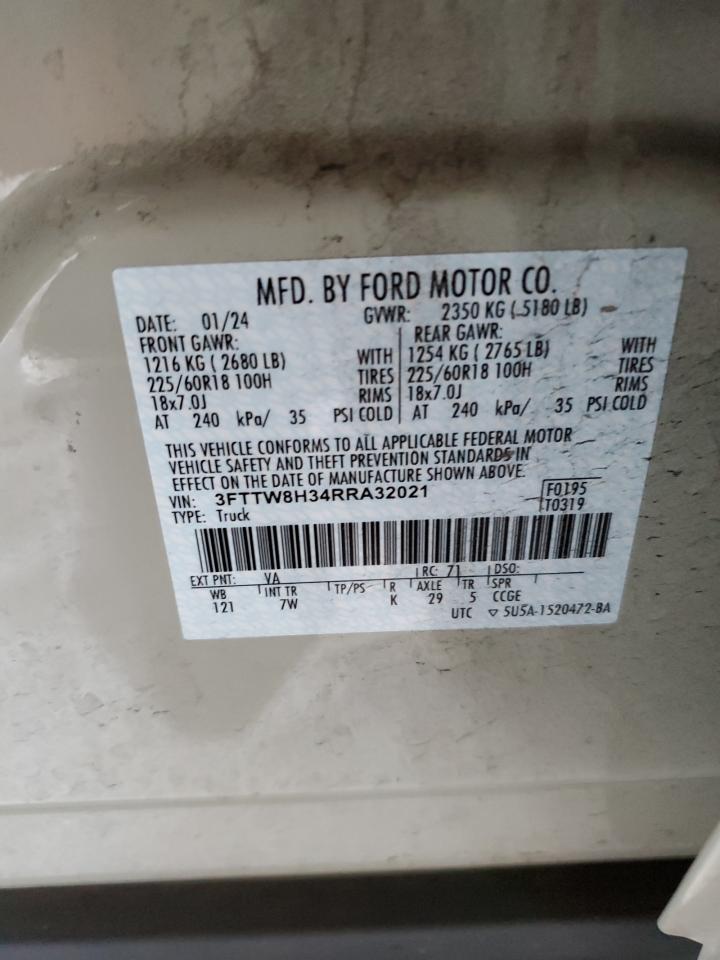 MFD. BY FORD MOTOR CO.
DATE: 01/24 GVWR: 2350 KG ( 5180 LB)
FRONT GAWR: REAR GAWR:
1216 KG ( 2680 LB) WITH 1254 KG ( 2765 LB) WITH
225/60R18 100H TIRES 225/60R18 100H TIRES
18x7.0J RIMS 18x7.0J RIMS
AT 240 kPa/ 35 PSI COLD AT 240 kPa/ 35 PSI COLD
THIS VEHICLE CONFORMS TO ALL APPLICABLE FEDERAL MOTOR
VEHICLE SAFETY AND THEFT PREVENTION STANDARDS IN
EFFECT ON THE DATE OF MANUFACTURE SHOWN ABOVE.
VIN: 3FTTW8H34RRA32021 F0195
TYPE: Truck T0319
EXT PNT: YA RC: 71 DSO:
WB INT TR TP/PS R AXLE TR SPR
121 7W K 29 5 CCGE
UTC ▽ 5U5A-1520472-BA